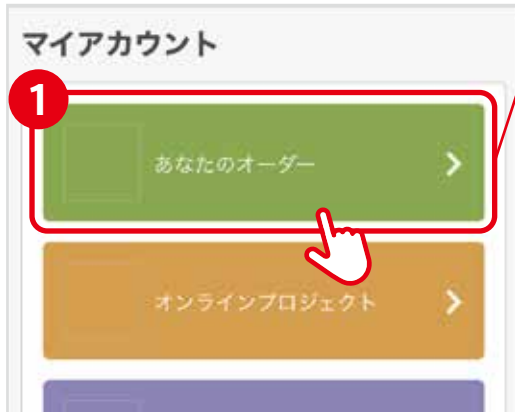 マイアカウント
1
あなたのオーダー
オンラインプロジェクト